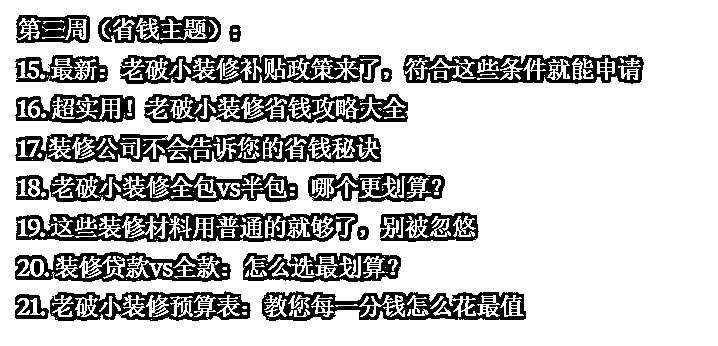 第三周（省钱主题）：
15. 最新：老破小装修补贴政策来了，符合这些条件就能申请
16. 超实用！老破小装修省钱攻略大全
17. 装修公司不会告诉您的省钱秘诀
18. 老破小装修全包vs半包：哪个更划算？
19. 这些装修材料用普通的就够了，别被忽悠
20. 装修贷款vs全款：怎么选最划算？
21. 老破小装修预算表：教您每一分钱怎么花最值